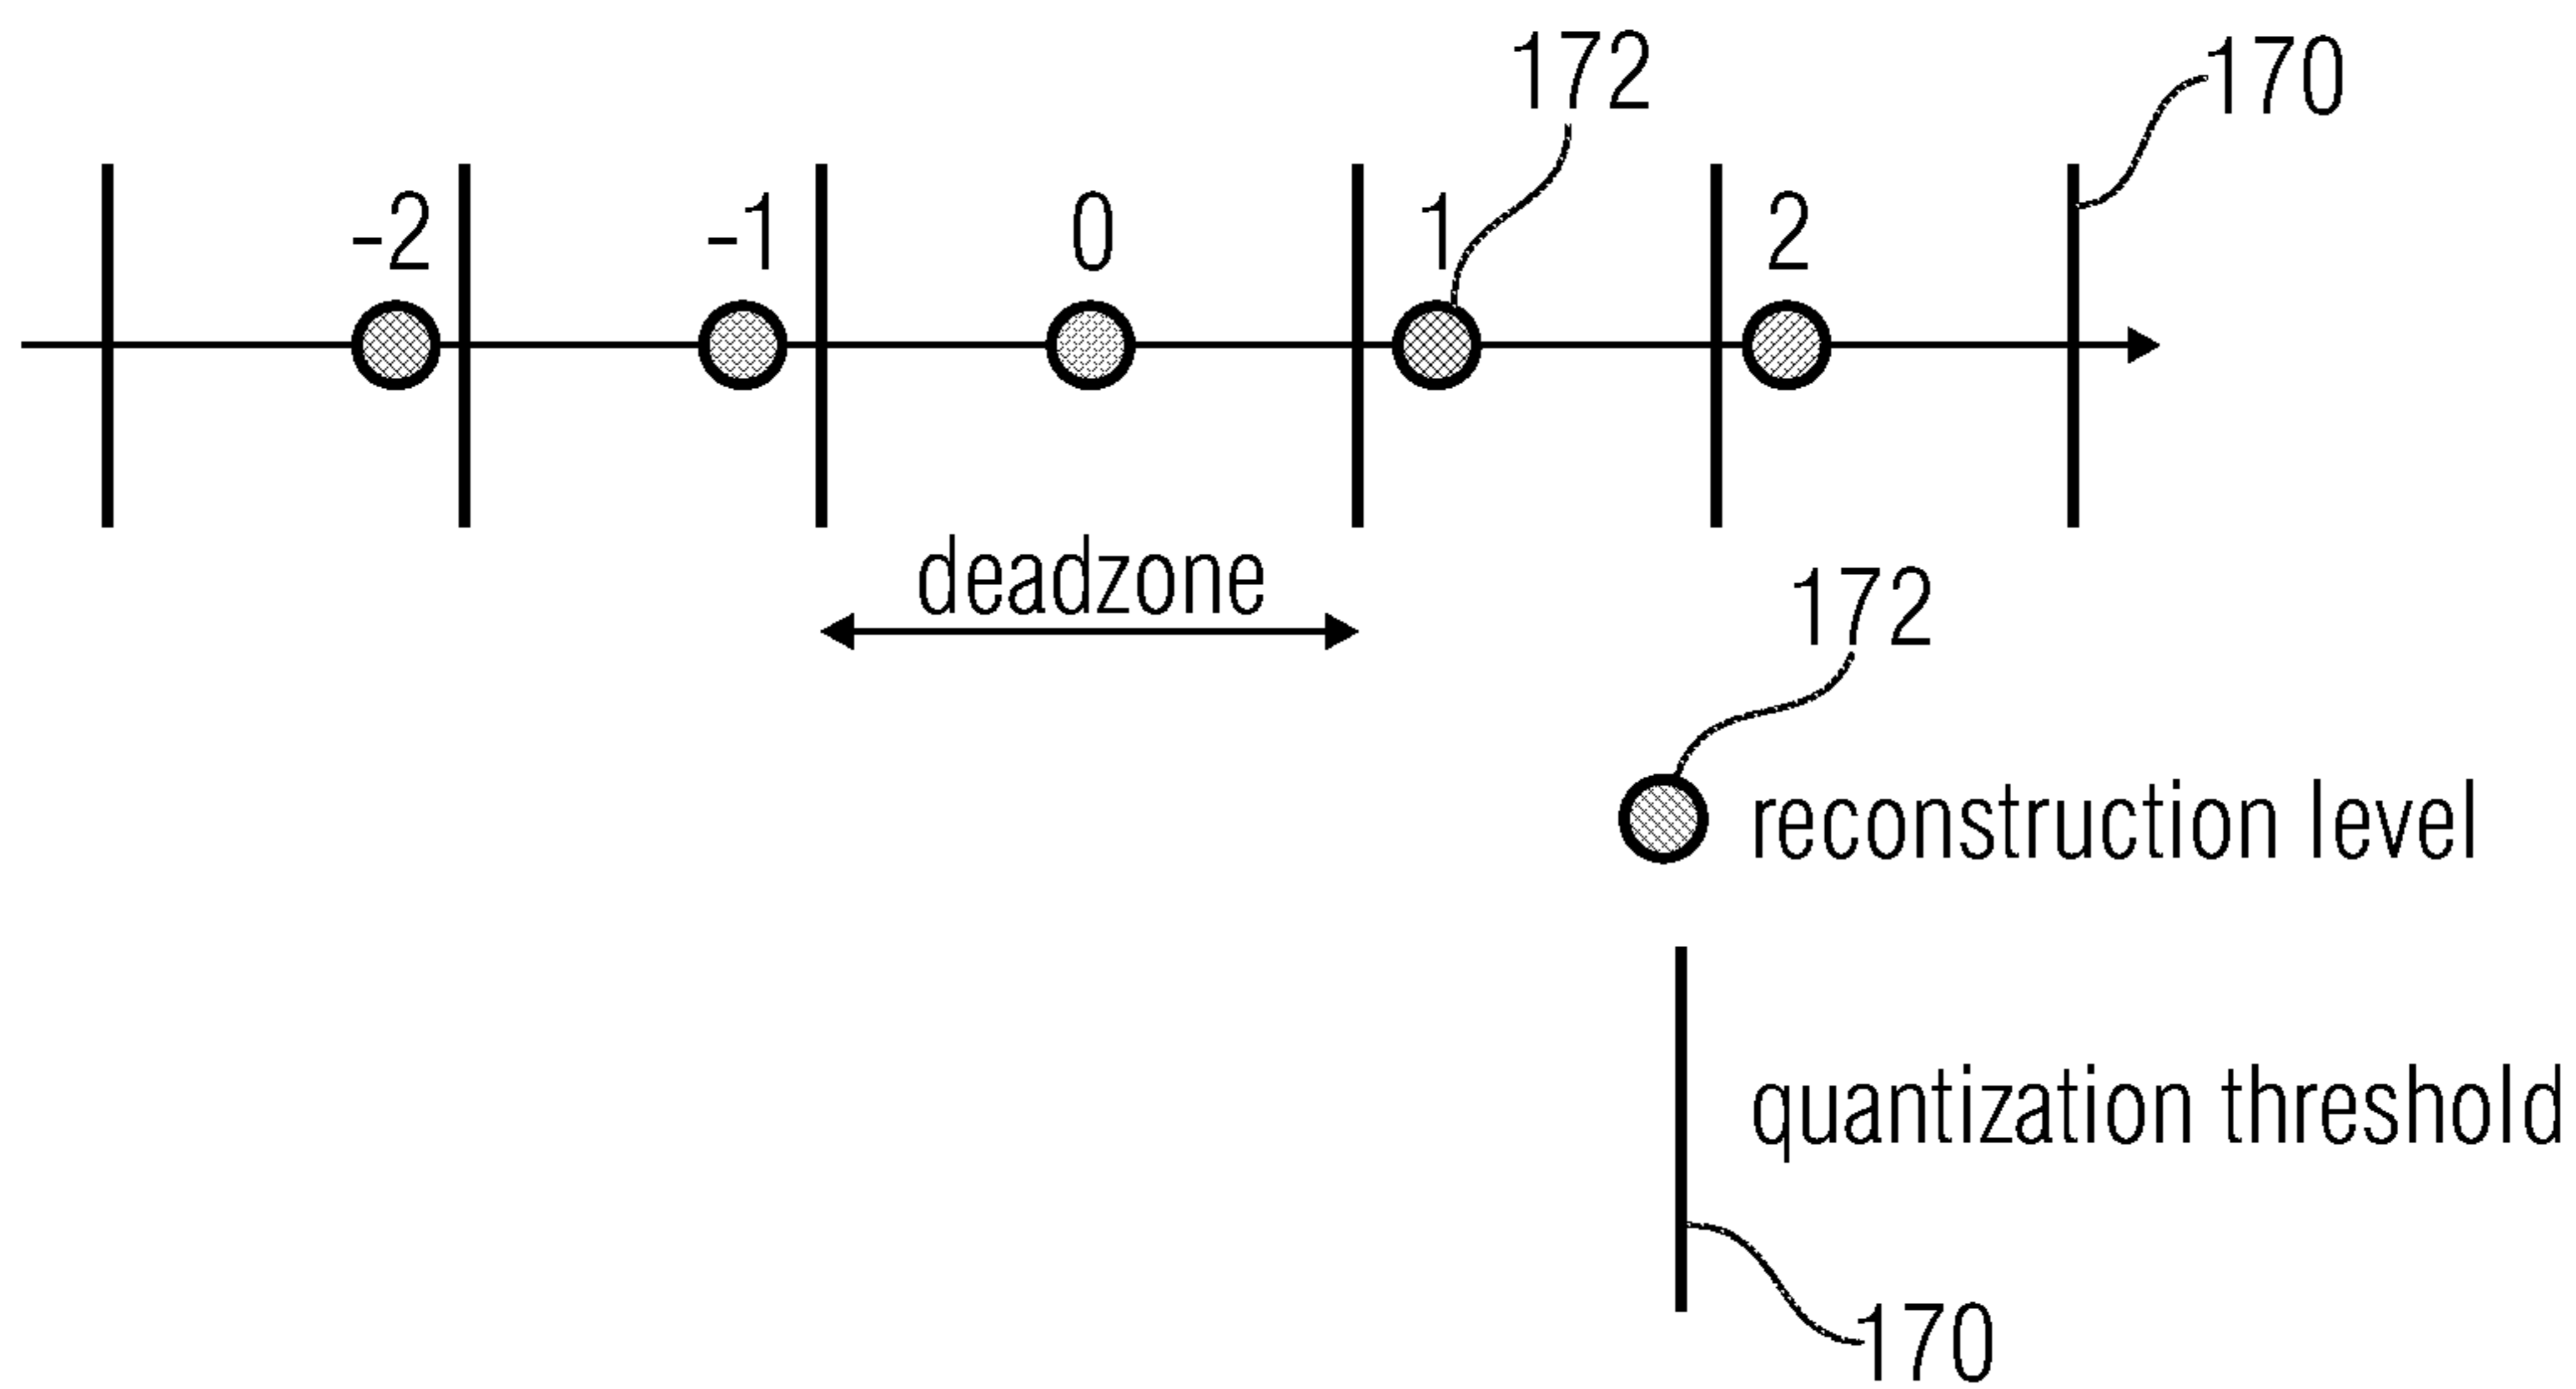 172
170
-2 -1 0 1 2
deadzone
172
reconstruction level
quantization threshold
170